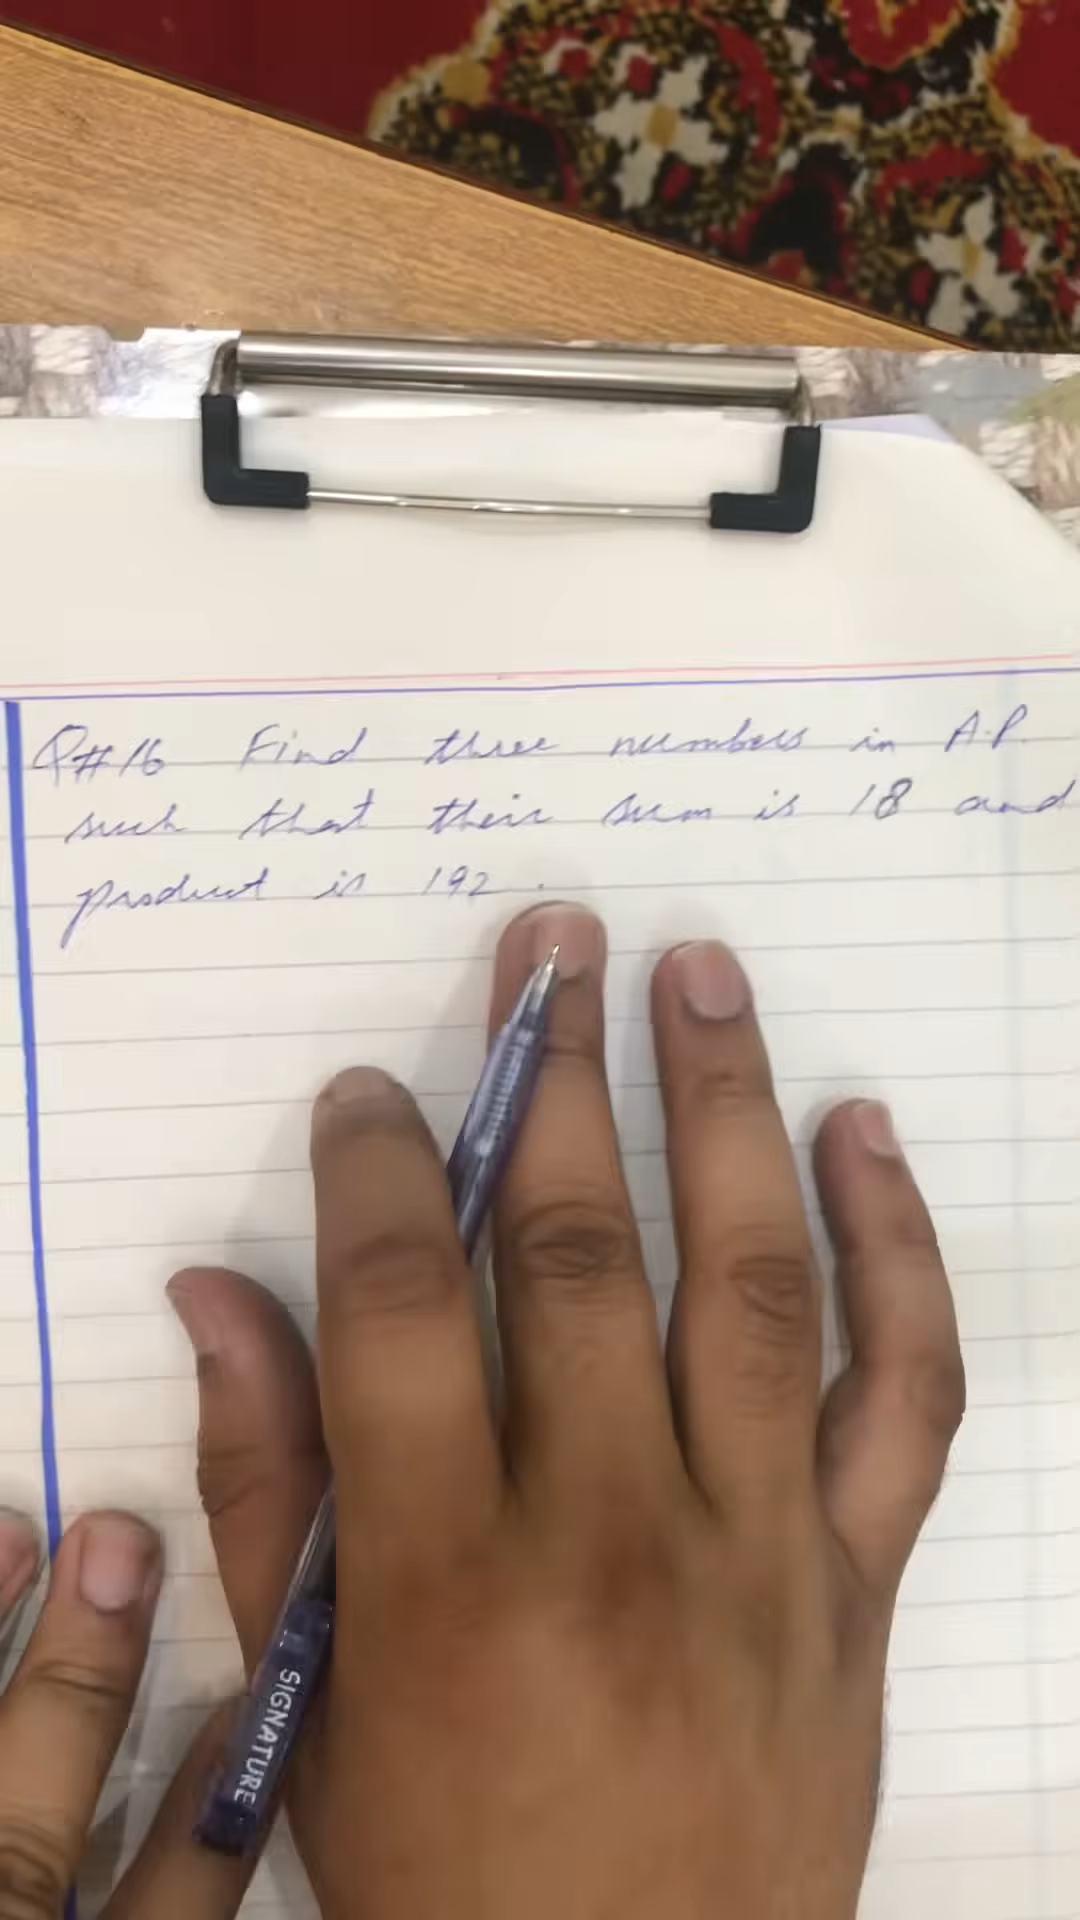 Q#16 Find three numbers in A.P.
such that their sum is 18 and
product is 192.
SIGNATURE